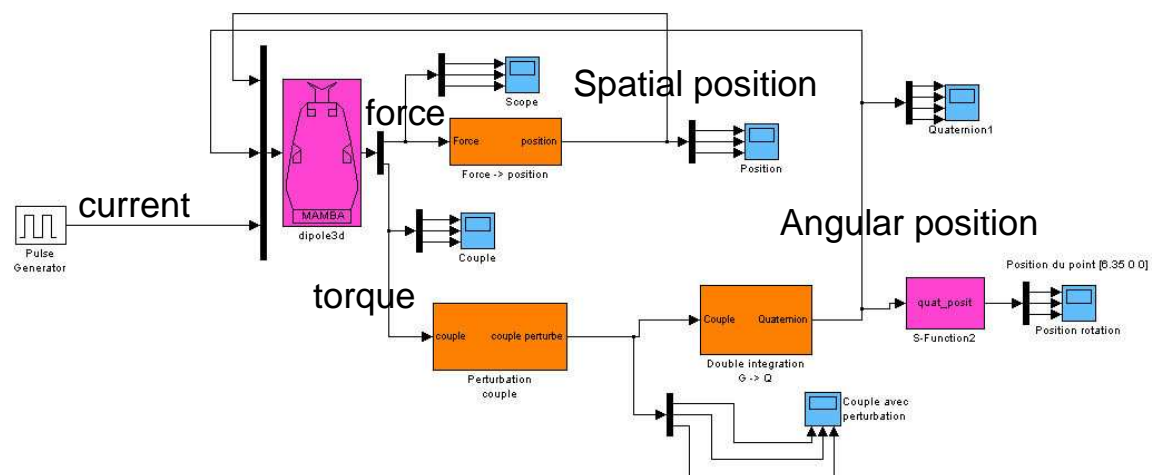 Scope
Spatial position
force
Force
position
Force -> position
Position
Quaternion1
MAMBA
dipole3d
current
Pulse
Generator
Couple
Angular position
Position du point [6.35 0 0]
torque
couple
couple perturbe
Perturbation
couple
Couple
Quaternion
Double integration
G -> Q
quat_posit
S-Function2
Position rotation
Couple avec
perturbation